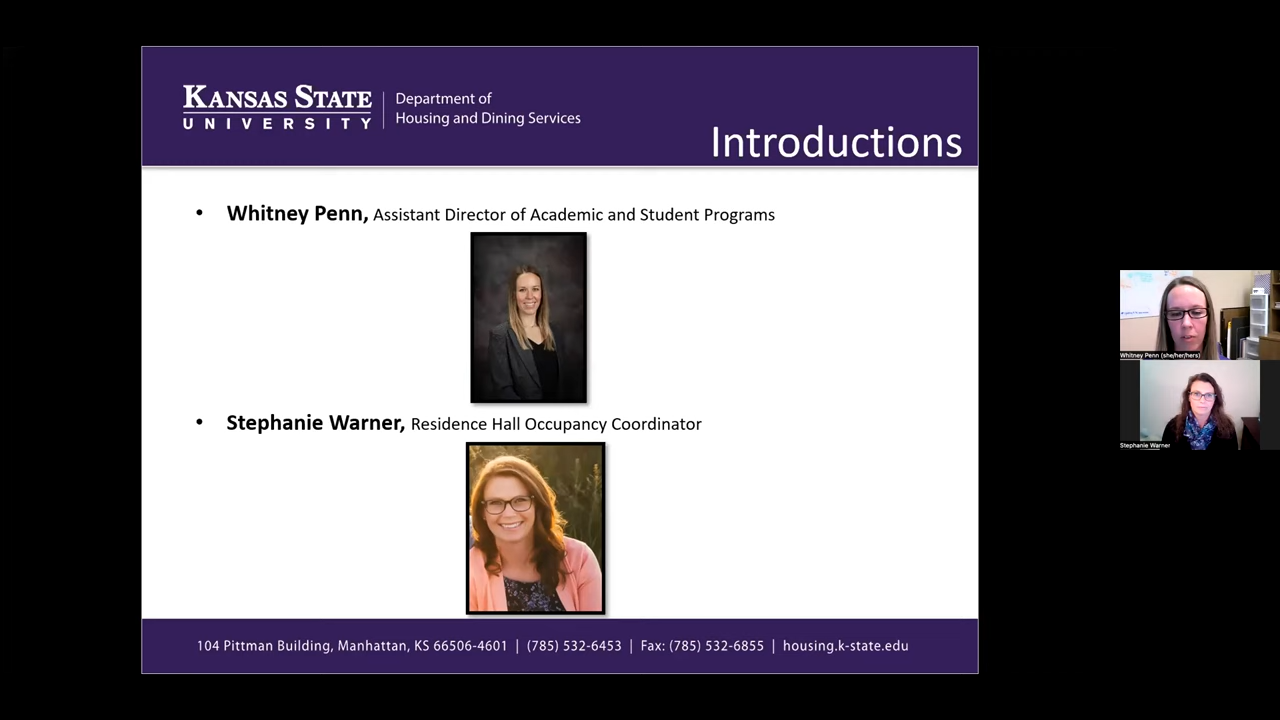 KANSAS STATE
UNIVERSITY
Department of
Housing and Dining Services
Introductions
• Whitney Penn, Assistant Director of Academic and Student Programs
• Stephanie Warner, Residence Hall Occupancy Coordinator
104 Pittman Building, Manhattan, KS 66506-4601 | (785) 532-6453 | Fax: (785) 532-6855 | housing.k-state.edu
Whitney Penn (she/her/hers)
Stephanie Warner